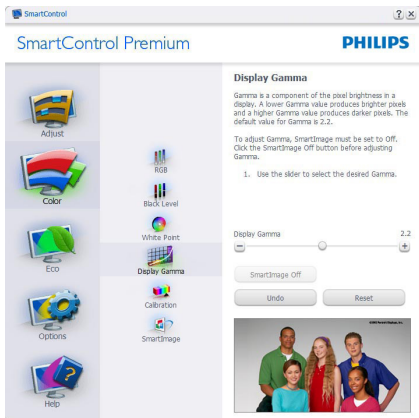 SmartControl
? x
SmartControl Premium
PHILIPS
Adjust
Color
Eco
Options
Help
RGB
Black Level
White Point
Display Gamma
Calibration
SmartImage
Display Gamma
Gamma is a component of the pixel brightness in a
display. A lower Gamma value produces brighter pixels
and a higher Gamma value produces darker pixels. The
default value for Gamma is 2.2.
To adjust Gamma, SmartImage must be set to Off.
Click the SmartImage Off button before adjusting
Gamma.
1. Use the slider to select the desired Gamma.
Display Gamma 2.2
SmartImage Off
Undo Reset